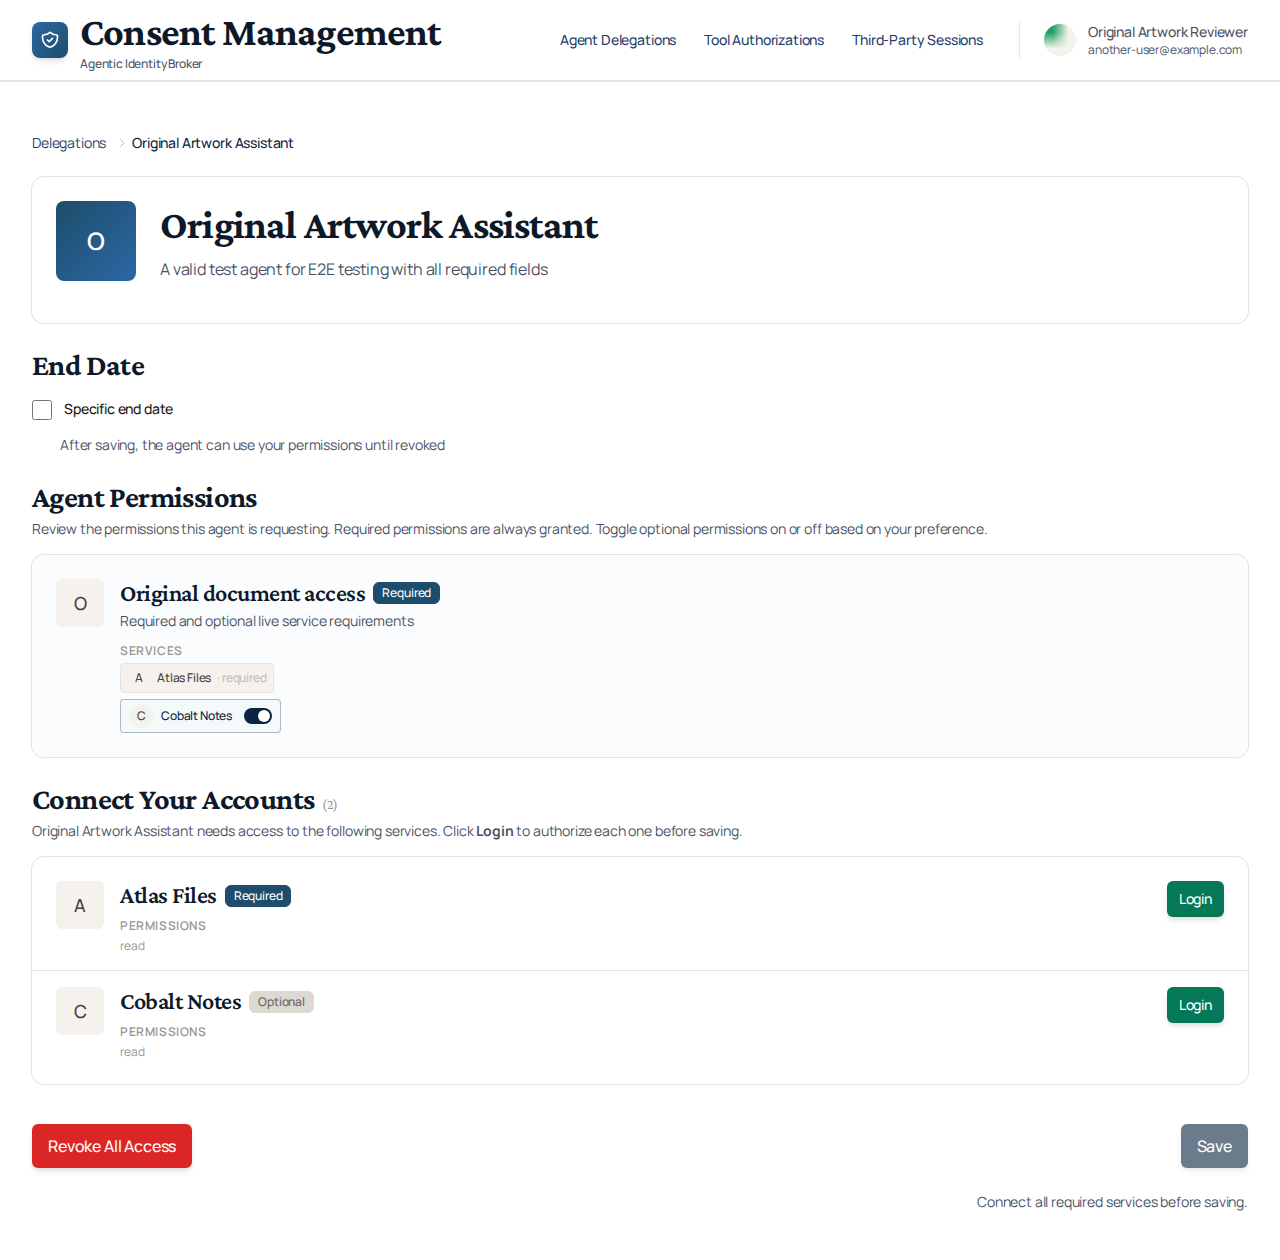 Consent Management
Agentic Identity Broker
Agent Delegations
Tool Authorizations
Third-Party Sessions
Original Artwork Reviewer
another-user@example.com
Delegations
Original Artwork Assistant
O
Original Artwork Assistant
A valid test agent for E2E testing with all required fields
End Date
Specific end date
After saving, the agent can use your permissions until revoked
Agent Permissions
Review the permissions this agent is requesting. Required permissions are always granted. Toggle optional permissions on or off based on your preference.
O
Original document access Required
Required and optional live service requirements
SERVICES
A Atlas Files · required
C Cobalt Notes
Connect Your Accounts (2)
Original Artwork Assistant needs access to the following services. Click Login to authorize each one before saving.
A
Atlas Files Required
Login
PERMISSIONS
read
C
Cobalt Notes Optional
Login
PERMISSIONS
read
Revoke All Access
Save
Connect all required services before saving.